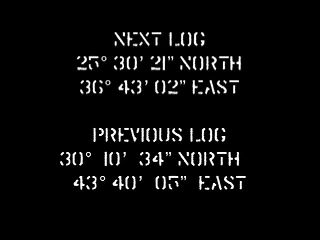 NEXT LOG
25° 30' 21" NORTH
36° 43' 02" EAST
PREVIOUS LOG
30° 10' 34" NORTH
43° 40' 05" EAST